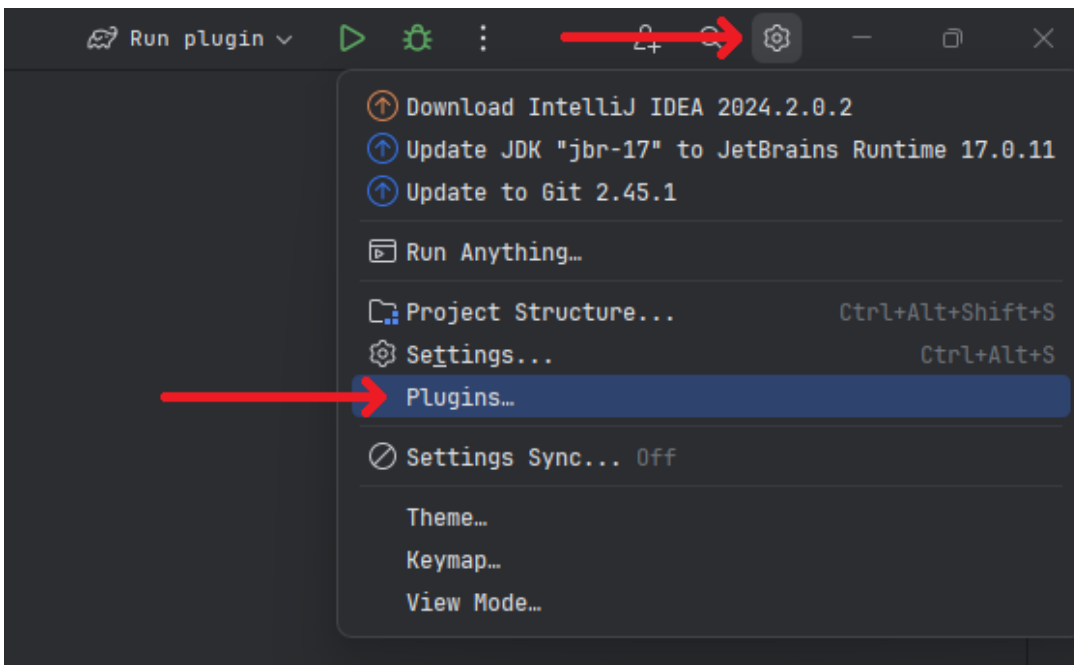 Run plugin
Download IntelliJ IDEA 2024.2.0.2
Update JDK "jbr-17" to JetBrains Runtime 17.0.11
Update to Git 2.45.1
Run Anything…
Project Structure... Ctrl+Alt+Shift+S
Settings... Ctrl+Alt+S
Plugins…
Settings Sync... Off
Theme…
Keymap…
View Mode…